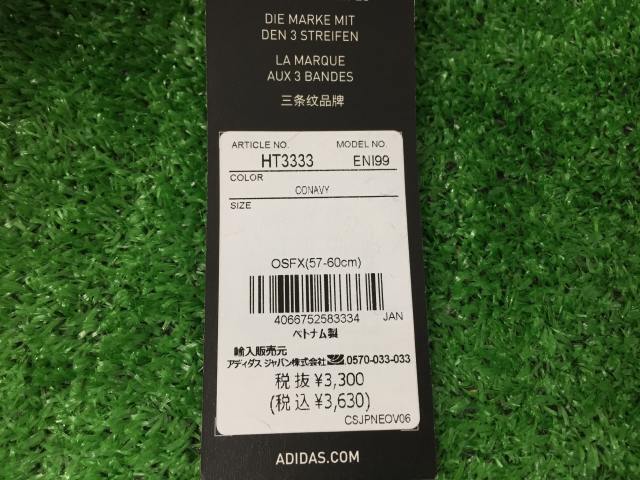 DIE MARKE MIT
DEN 3 STREIFEN
LA MARQUE
AUX 3 BANDES
三条纹品牌
ARTICLE NO. MODEL NO.
HT3333 ENI99
COLOR
CONAVY
SIZE
OSFX(57-60cm)
4066752583334 JAN
ベトナム製
輸入販売元
アディダス ジャパン株式会社 0570-033-033
税抜 ¥3,300
(税込 ¥3,630)
CSJPNEOV06
ADIDAS.COM